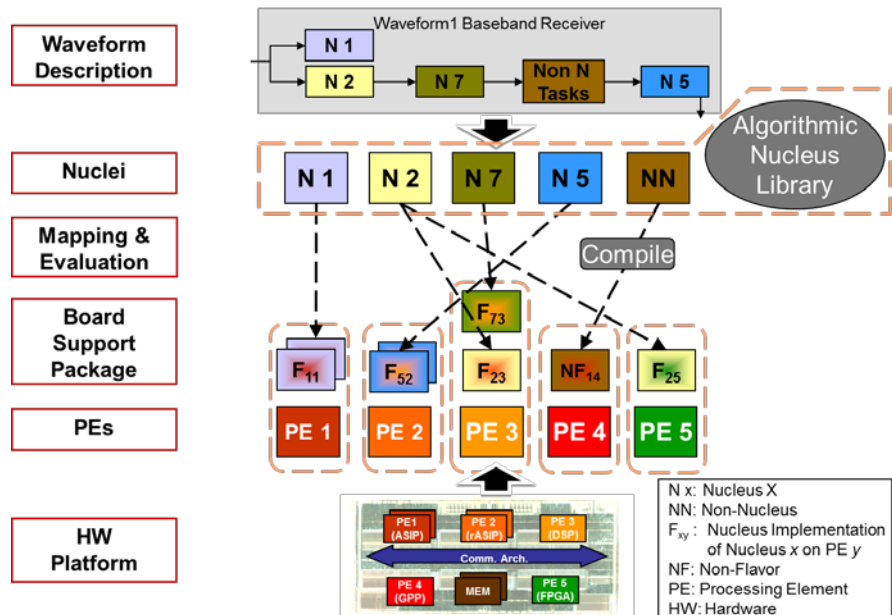 Waveform
Description
Waveform1 Baseband Receiver
N 1
N 2
N 7
Non N
Tasks
N 5
Algorithmic
Nucleus
Library
Nuclei
N 1
N 2
N 7
N 5
NN
Mapping &
Evaluation
Compile
Board
Support
Package
F73
F11
F52
F23
NF14
F25
PEs
PE 1
PE 2
PE 3
PE 4
PE 5
HW
Platform
PE1
(ASIP)
PE 2
(rASIP)
PE 3
(DSP)
Comm. Arch.
PE 4
(GPP)
MEM
PE 5
(FPGA)
N x: Nucleus X
NN: Non-Nucleus
Fxy : Nucleus Implementation
of Nucleus x on PE y
NF: Non-Flavor
PE: Processing Element
HW: Hardware